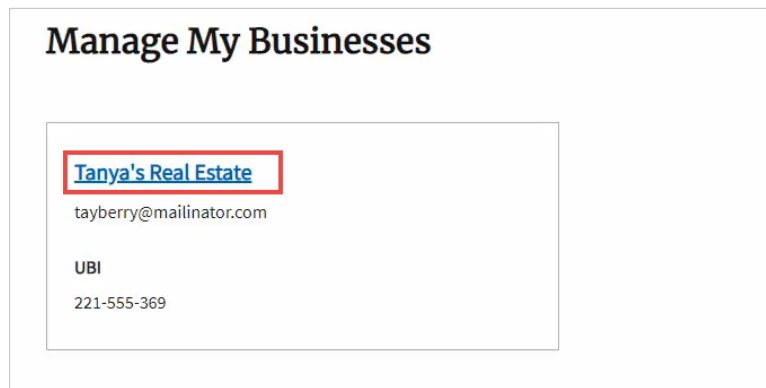 Manage My Businesses
Tanya's Real Estate
tayberry@mailinator.com
UBI
221-555-369